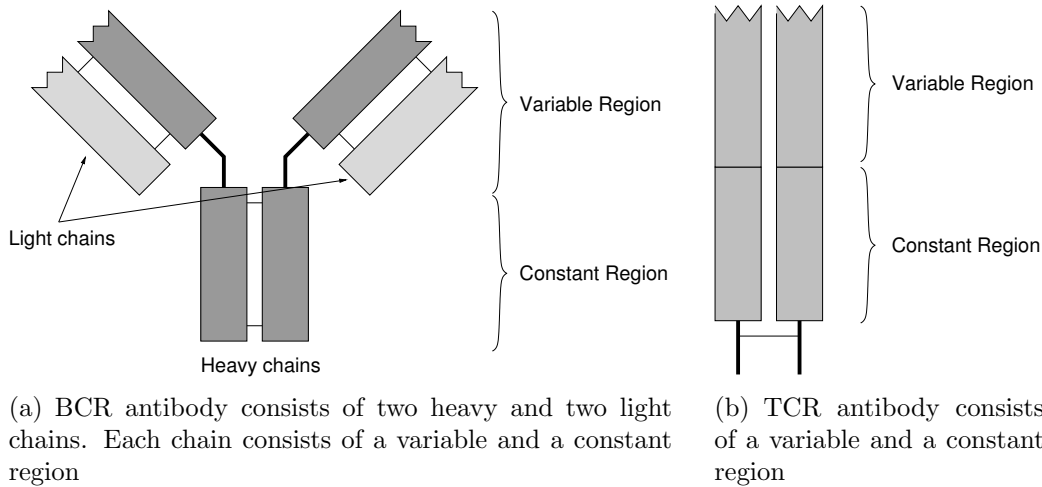 Variable Region
Light chains
Constant Region
Heavy chains
(a) BCR antibody consists of two heavy and two light
chains. Each chain consists of a variable and a constant
region
Variable Region
Constant Region
(b) TCR antibody consists
of a variable and a constant
region